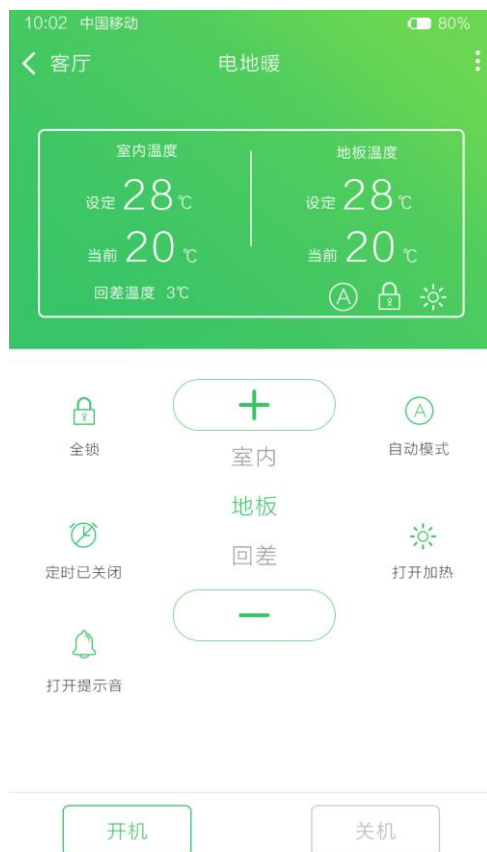 10:02 中国移动 80%
客厅 电地暖
室内温度 地板温度
设定 28℃ 设定 28℃
当前 20℃ 当前 20℃
回差温度 3℃ A
全锁 室内 自动模式
A
地板
定时已关闭 回差 打开加热
打开提示音
开机 关机